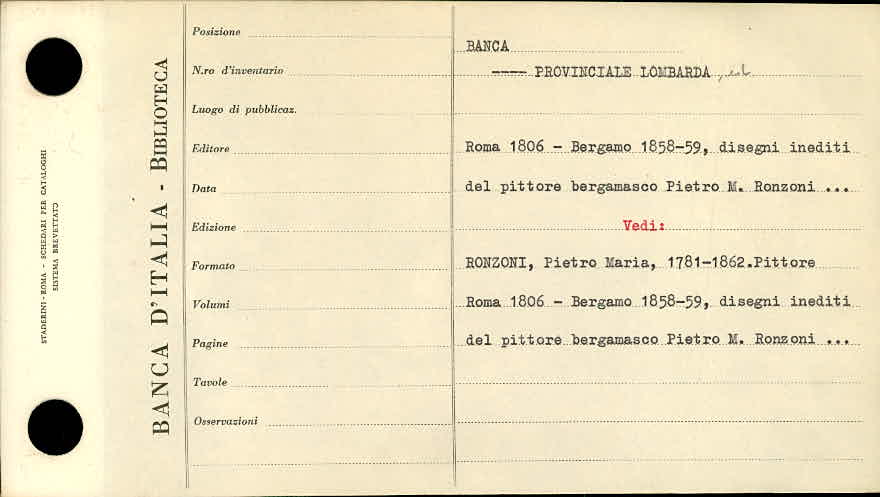 STADERINI - ROMA - SCHEDARI PER CATALOGHI
SISTEMA BREVETTATO
BANCA D'ITALIA - BIBLIOTECA
Posizione
N.ro d'inventario
Luogo di pubblicaz.
Editore
Data
Edizione
Formato
Volumi
Pagine
Tavole
Osservazioni
BANCA
---- PROVINCIALE LOMBARDA
Roma 1806 - Bergamo 1858-59, disegni inediti
del pittore bergamasco Pietro M. Ronzoni ...
Vedi:
RONZONI, Pietro Maria, 1781-1862.Pittore
Roma 1806 - Bergamo 1858-59, disegni inediti
del pittore bergamasco Pietro M. Ronzoni ...